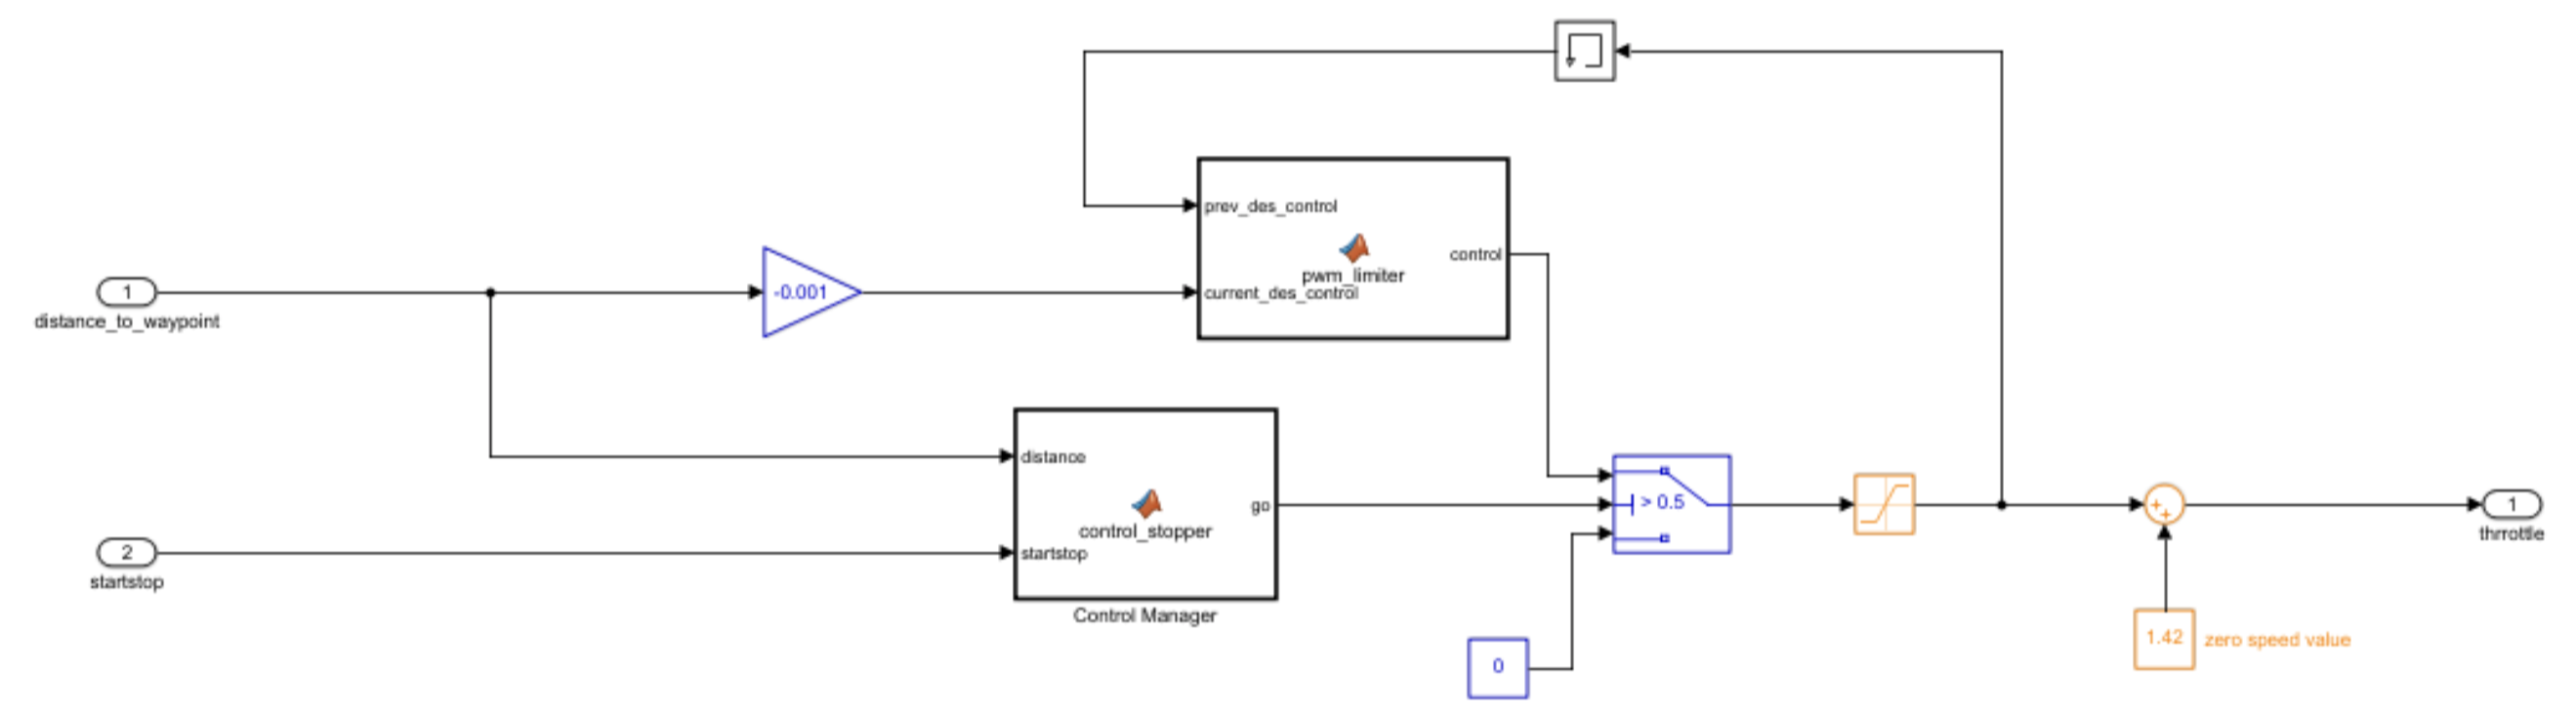 prev_des_control
control
pwm_limiter
current_des_control
1
distance_to_waypoint
-0.001
distance
go
control_stopper
startstop
Control Manager
2
startstop
> 0.5
0
1
thrrottle
1.42
zero speed value